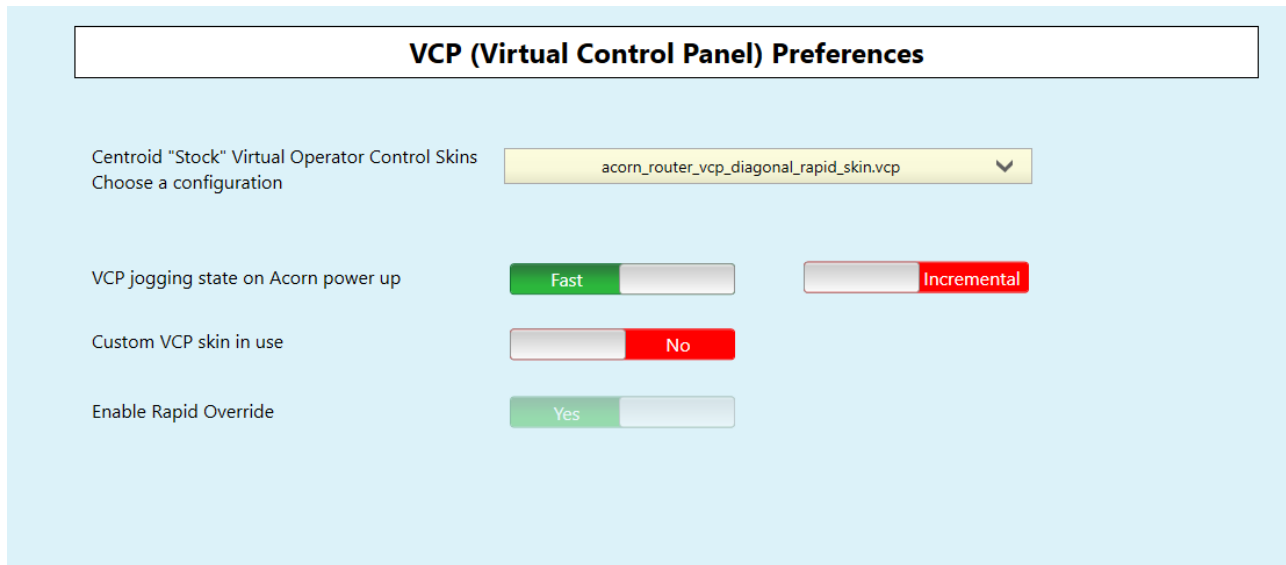 VCP (Virtual Control Panel) Preferences
Centroid "Stock" Virtual Operator Control Skins
Choose a configuration
acorn_router_vcp_diagonal_rapid_skin.vcp
VCP jogging state on Acorn power up
Fast
Incremental
Custom VCP skin in use
No
Enable Rapid Override
Yes